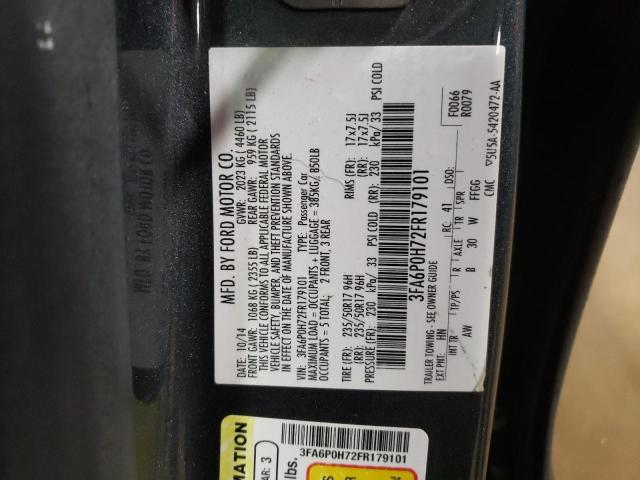 MFD. BY FORD MOTOR CO.
DATE: 10/14 GVWR: 2023 KG ( 4460 LB)
FRONT GAWR: 1068 KG ( 2355 LB) REAR GAWR: 959 KG ( 2115 LB)
THIS VEHICLE CONFORMS TO ALL APPLICABLE FEDERAL MOTOR
VEHICLE SAFETY, BUMPER, AND THEFT PREVENTION STANDARDS
IN EFFECT ON THE DATE OF MANUFACTURE SHOWN ABOVE.
VIN: 3FA6P0H72FR179101 TYPE: Passenger Car
MAXIMUM LOAD = OCCUPANTS + LUGGAGE = 385KG/ 850LB
OCCUPANTS = 5 TOTAL: 2 FRONT, 3 REAR
TIRE (FR): 235/50R17 96H RIMS (FR): 17x7.5J
(RR): 235/50R17 96H (RR): 17x7.5J
PRESSURE (FR): 230 kPa/ 33 PSI COLD (RR): 230 kPa/ 33 PSI COLD
3FA6P0H72FR179101
F0066
R0079
TRAILER TOWING - SEE OWNER GUIDE
EXT PNT: HN RC: 41 DSO:
INT TR TP/PS R AXLE TR SPR
AW B 30 W FFGG
CMC ▽5U5A-5420472-AA
MATION
AR: 3
lbs.
3FA6P0H72FR179101